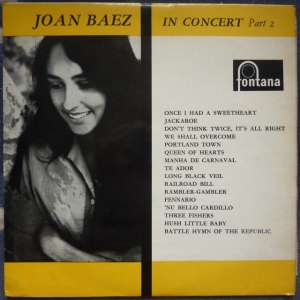 JOAN BAEZ IN CONCERT Part 2
fontana
ONCE I HAD A SWEETHEART
JACKAROE
DON'T THINK TWICE, IT'S ALL RIGHT
WE SHALL OVERCOME
PORTLAND TOWN
QUEEN OF HEARTS
MANHA DE CARNAVAL
TE ADOR
LONG BLACK VEIL
RAILROAD BILL
RAMBLER-GAMBLER
FENNARIO
'NU BELLO CARDILLO
THREE FISHERS
HUSH LITTLE BABY
BATTLE HYMN OF THE REPUBLIC